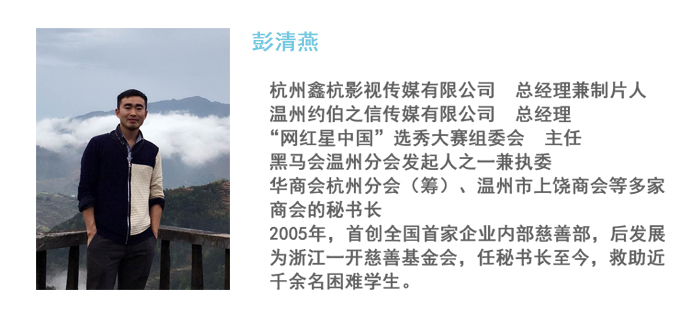 彭清燕
杭州鑫杭影视传媒有限公司　总经理兼制片人
温州约伯之信传媒有限公司　总经理
“网红星中国”选秀大赛组委会　主任
黑马会温州分会发起人之一兼执委
华商会杭州分会（筹）、温州市上饶商会等多家
商会的秘书长
2005年，首创全国首家企业内部慈善部，后发展
为浙江一开慈善基金会，任秘书长至今，救助近
千余名困难学生。